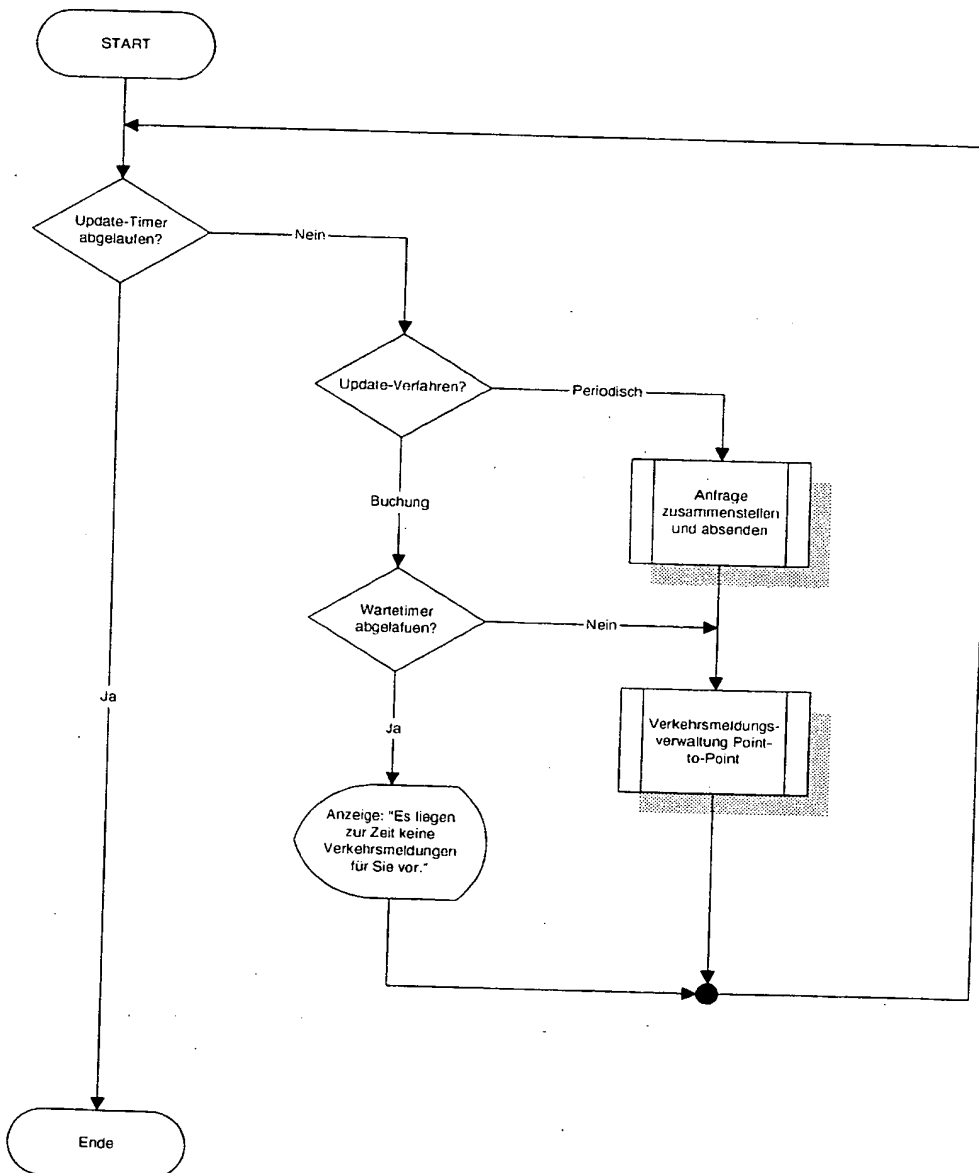 START
Update-Timer
abgelaufen?
Nein
Update-Verfahren?
Periodisch
Anfrage
zusammenstellen
und absenden
Buchung
Wartetimer
abgelafuen?
Nein
Ja
Verkehrsmeldungs-
verwaltung Point-
to-Point
Ja
Anzeige: "Es liegen
zur Zeit keine
Verkehrsmeldungen
für Sie vor."
Ende